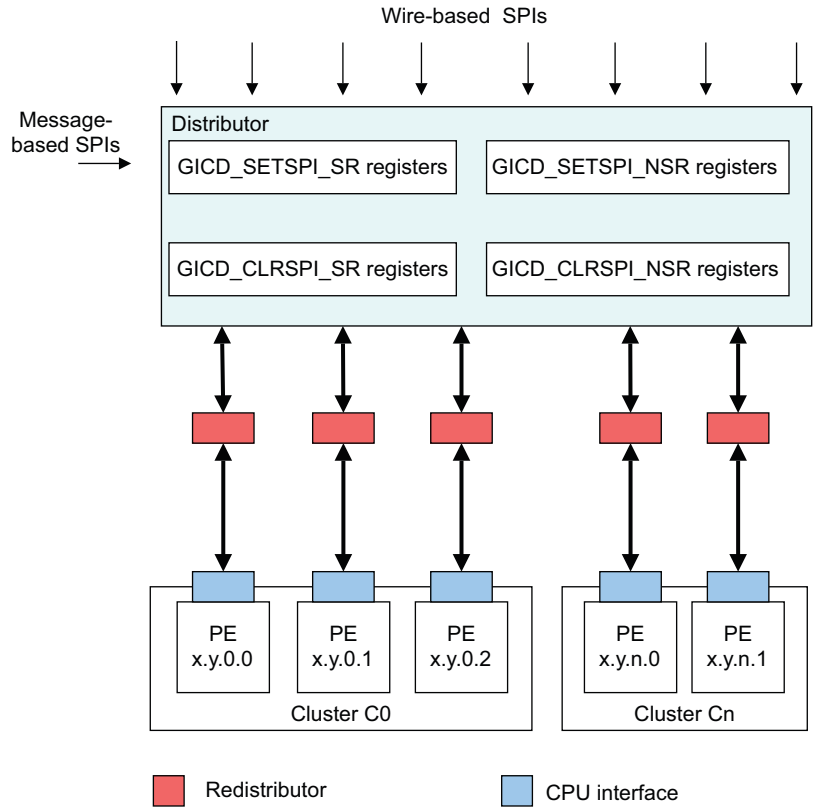 Wire-based SPIs
Message-
based SPIs
Distributor
GICD_SETSPI_SR registers
GICD_SETSPI_NSR registers
GICD_CLRSPI_SR registers
GICD_CLRSPI_NSR registers
PE
x.y.0.0
PE
x.y.0.1
PE
x.y.0.2
PE
x.y.n.0
PE
x.y.n.1
Cluster C0
Cluster Cn
Redistributor
CPU interface